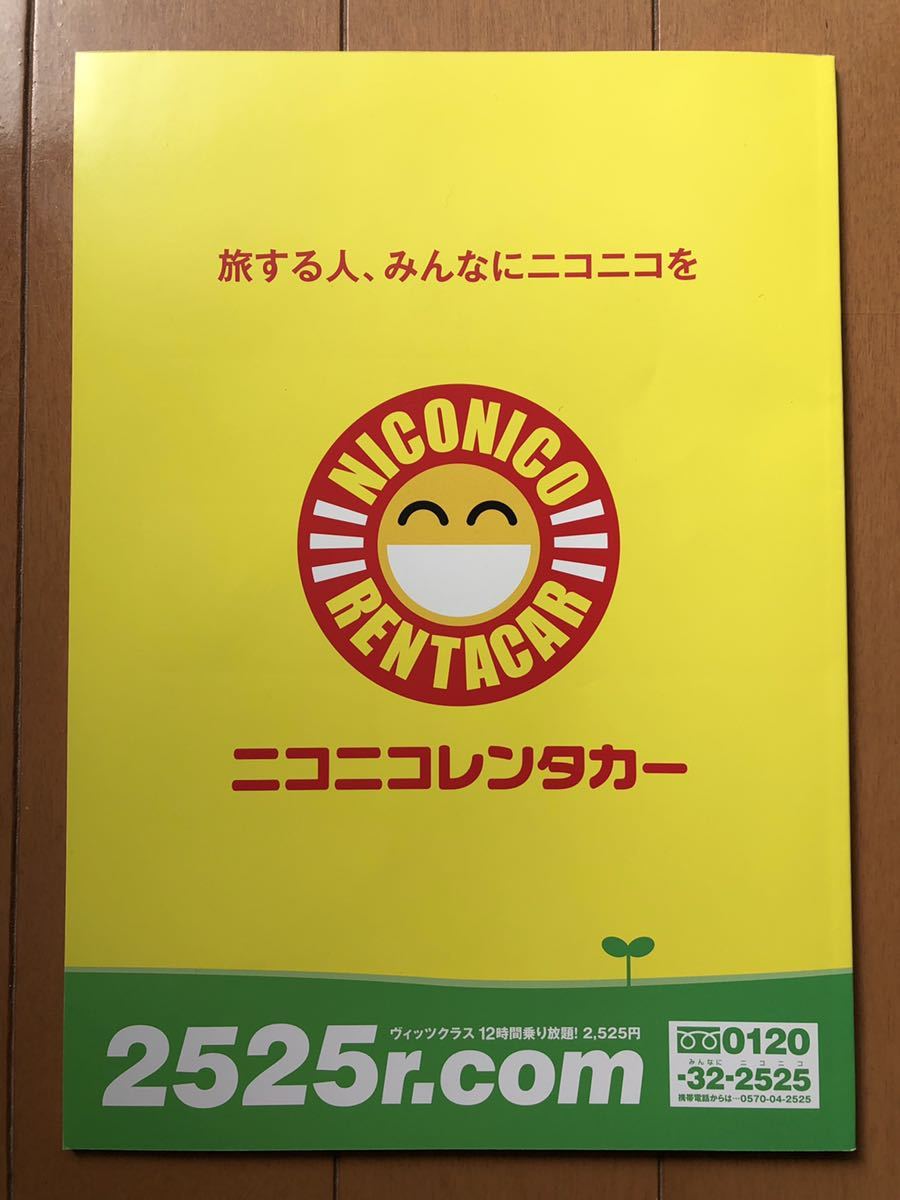 旅する人、みんなにニコニコを
NICONICO
RENTACAR
ニコニコレンタカー
ヴィッツクラス 12時間乗り放題! 2,525円
2525r.com
0120
みんなに ニコニコ
-32-2525
携帯電話からは…0570-04-2525